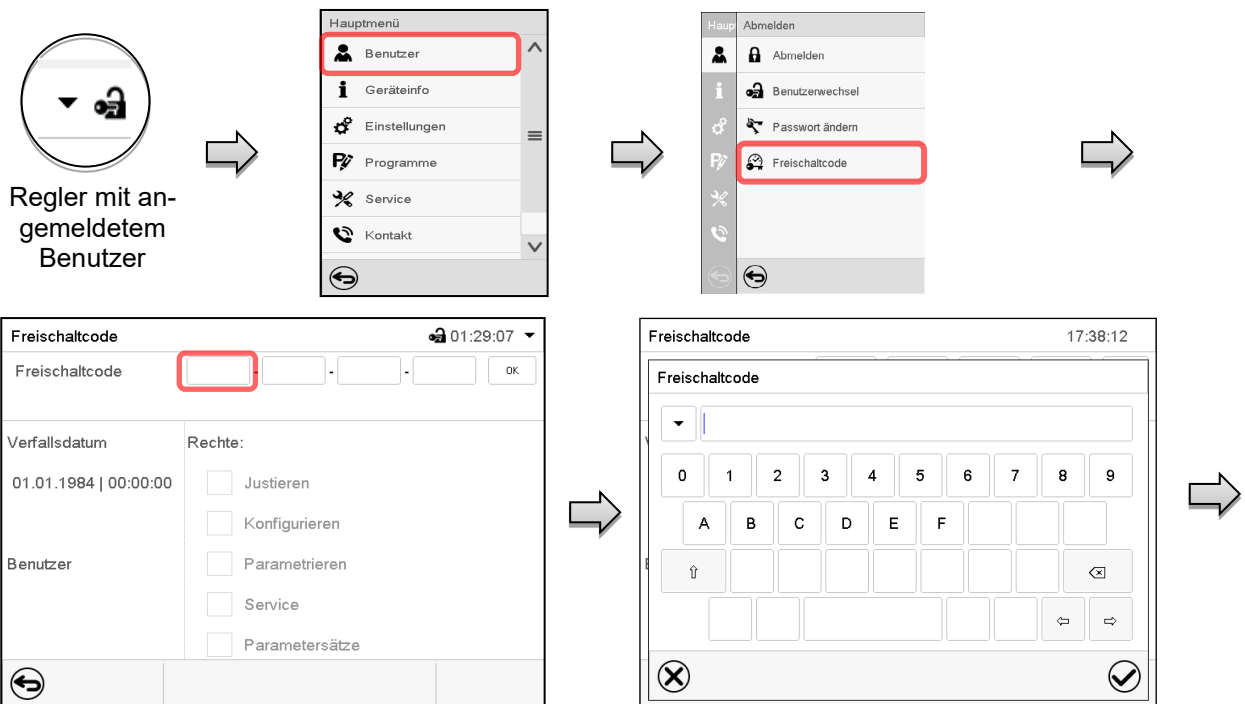 Regler mit an-
gemeldetem
Benutzer
Hauptmenü
Benutzer
Geräteinfo
Einstellungen
Programme
Service
Kontakt
Haup
Abmelden
Abmelden
Benutzerwechsel
Passwort ändern
Freischaltcode
Freischaltcode 01:29:07
Freischaltcode - - - OK
Verfallsdatum Rechte:
01.01.1984 | 00:00:00 Justieren
Konfigurieren
Benutzer Parametrieren
Service
Parametersätze
Freischaltcode 17:38:12
Freischaltcode
0 1 2 3 4 5 6 7 8 9
A B C D E F